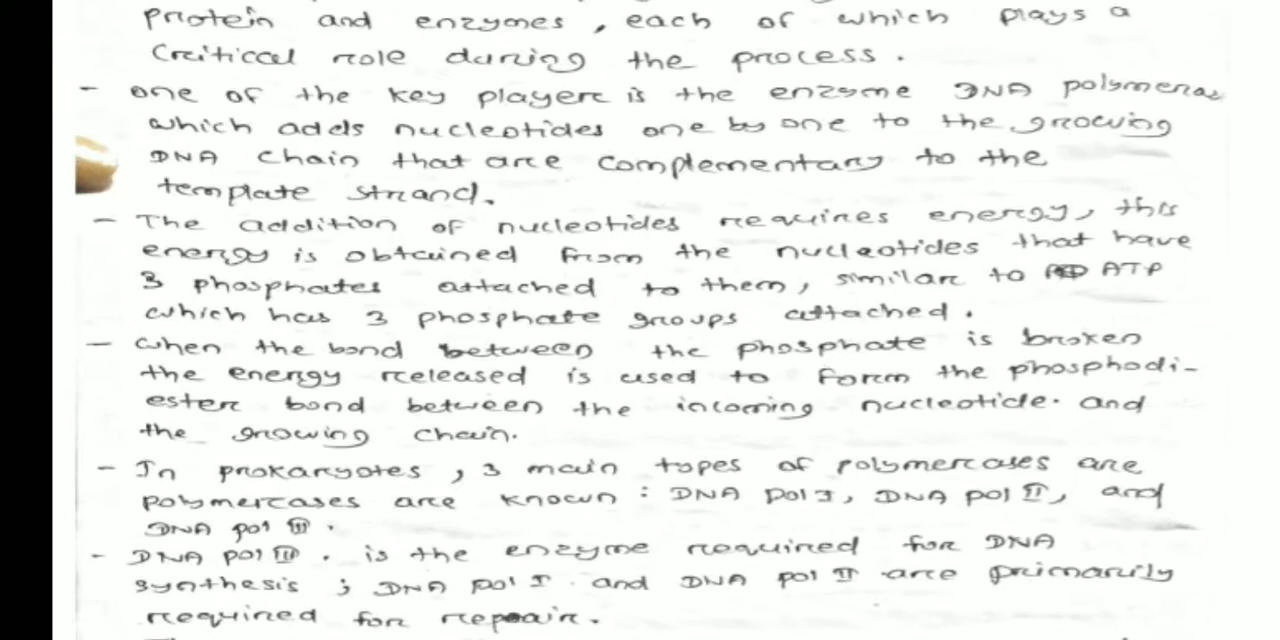 protein and enzymes, each of which plays a
critical role during the process.
- One of the key player is the enzyme DNA polymeras
which adds nucleotides one by one to the growing
DNA chain that are complementary to the
template strand.
- The addition of nucleotides requires energy, this
energy is obtained from the nucleotides that have
3 phosphates attached to them, similar to ATP
which has 3 phosphate groups attached.
- When the bond between the phosphate is broken
the energy released is used to form the phosphodi-
ester bond between the incoming nucleotide. and
the growing chain.
- In prokaryotes, 3 main types of polymerases are
polymerases are known: DNA pol I, DNA pol II, and
DNA pol III.
- DNA pol III. is the enzyme required for DNA
synthesis; DNA pol I and DNA pol II are primarily
required for repair.